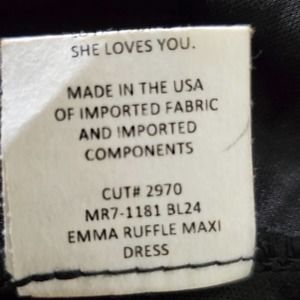 SHE LOVES YOU.
MADE IN THE USA
OF IMPORTED FABRIC
AND IMPORTED
COMPONENTS
CUT# 2970
MR7-1181 BL24
EMMA RUFFLE MAXI
DRESS